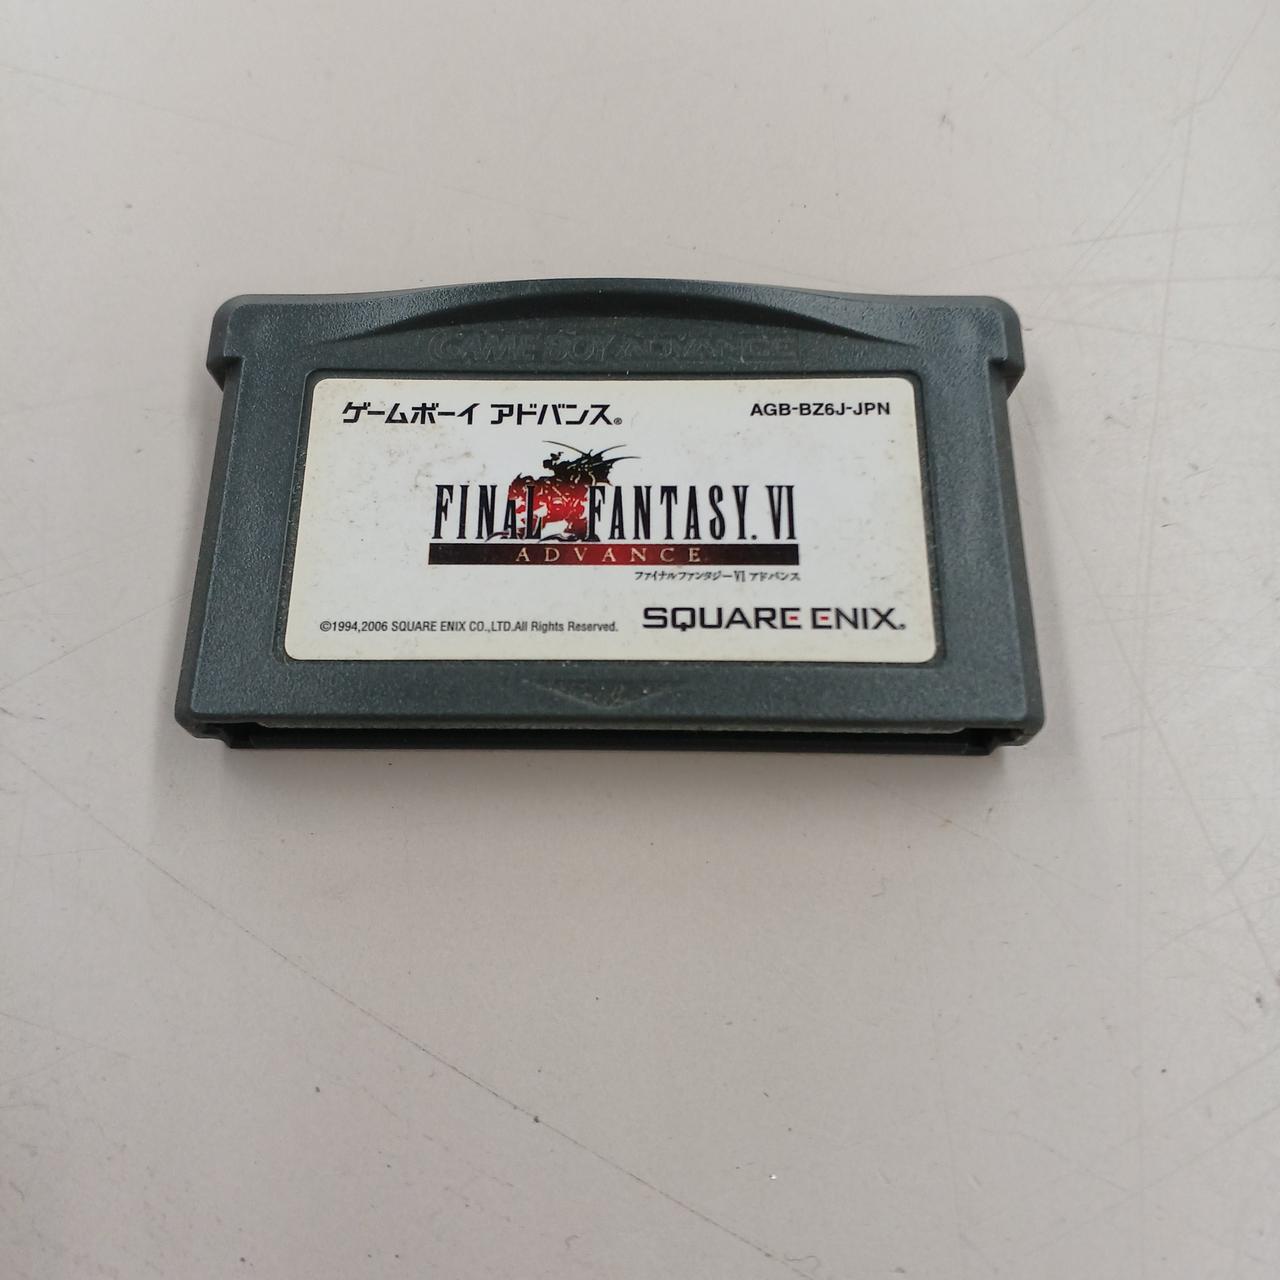 GAME BOY ADVANCE
ゲームボーイ アドバンス®
AGB-BZ6J-JPN
FINAL FANTASY. VI
ADVANCE
ファイナルファンタジーVI アドバンス
©1994,2006 SQUARE ENIX CO.,LTD.All Rights Reserved.
SQUARE ENIX®